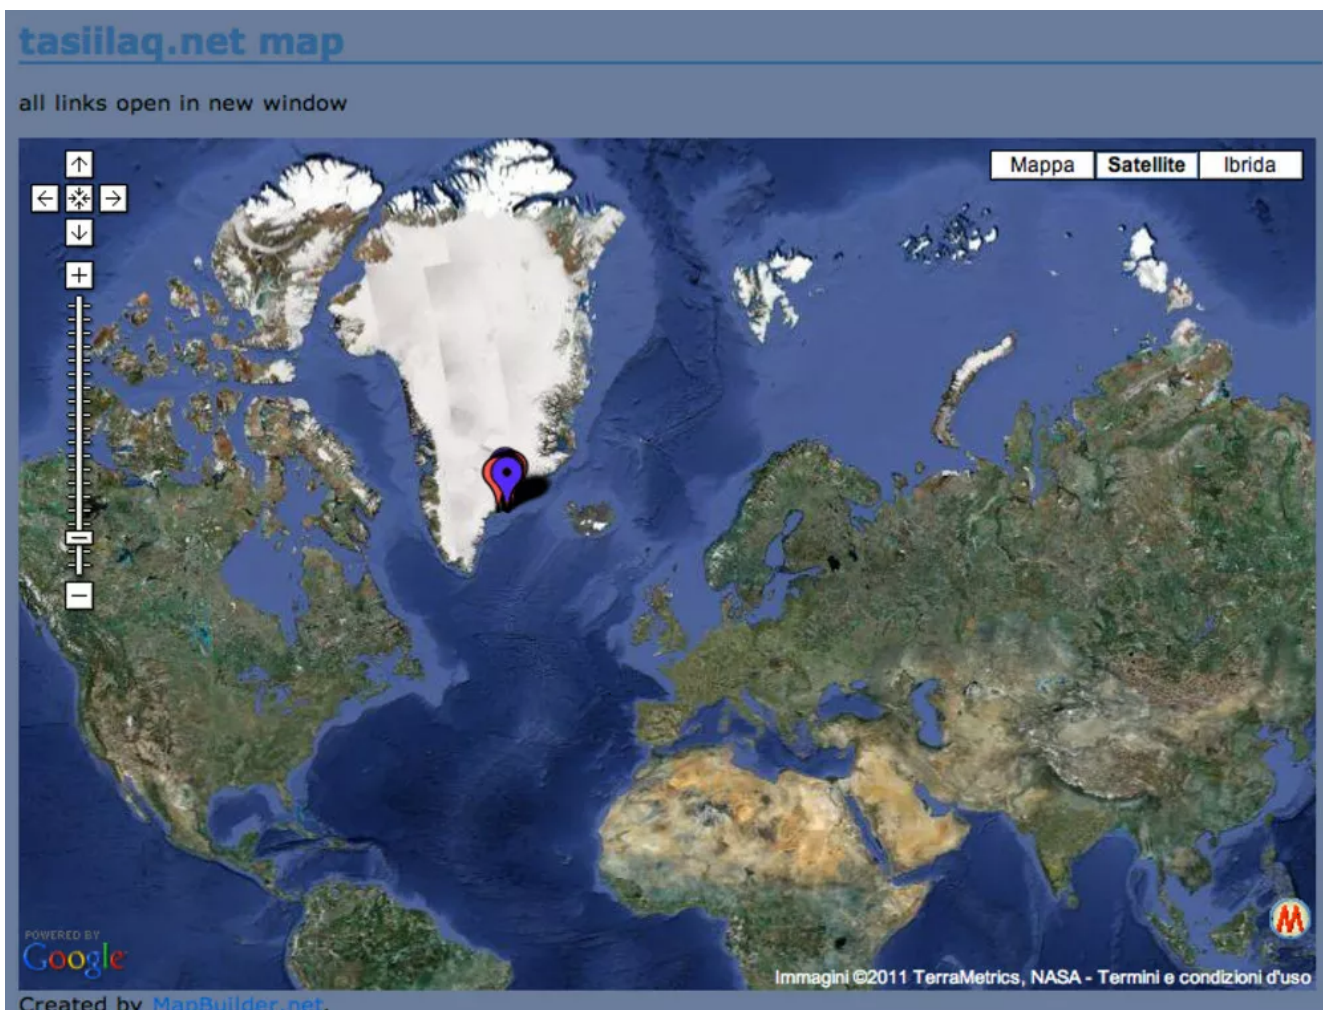 tasiilaq.net map
all links open in new window
Mappa Satellite Ibrida
POWERED BY
Google
M
Immagini ©2011 TerraMetrics, NASA - Termini e condizioni d'uso
Created by MapBuilder.net.